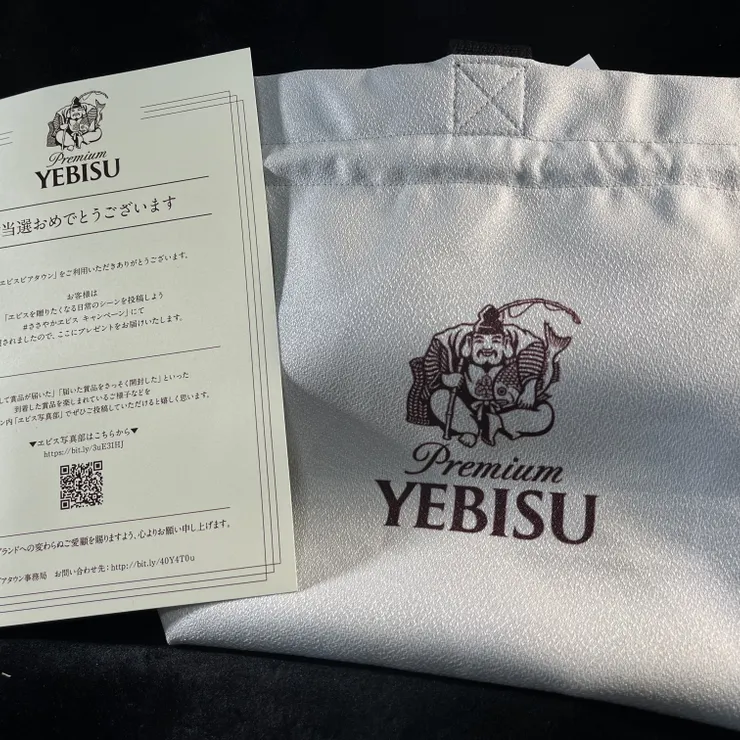 Premium
YEBISU
当選おめでとうございます
ヱビスビアタウン」をご利用いただきありがとうございます。
お客様は
「ヱビスを贈りたくなる日常のシーンを投稿しよう
#ささやかヱビス キャンペーン」にて
されましたので、ここにプレゼントをお届けいたします。
して賞品が届いた」「届いた賞品をさっそく開封した」といった
到着した賞品を楽しまれているご様子などを
ン内「ヱビス写真部」でぜひご投稿していただけると嬉しく思います。
▼ヱビス写真部はこちらから▼
https://bit.ly/3uE3IHJ
ブランドへの変わらぬご愛顧を賜りますよう、心よりお願い申し上げます。
ビアタウン事務局 お問い合わせ先:http://bit.ly/40Y4T0u
Premium
YEBISU